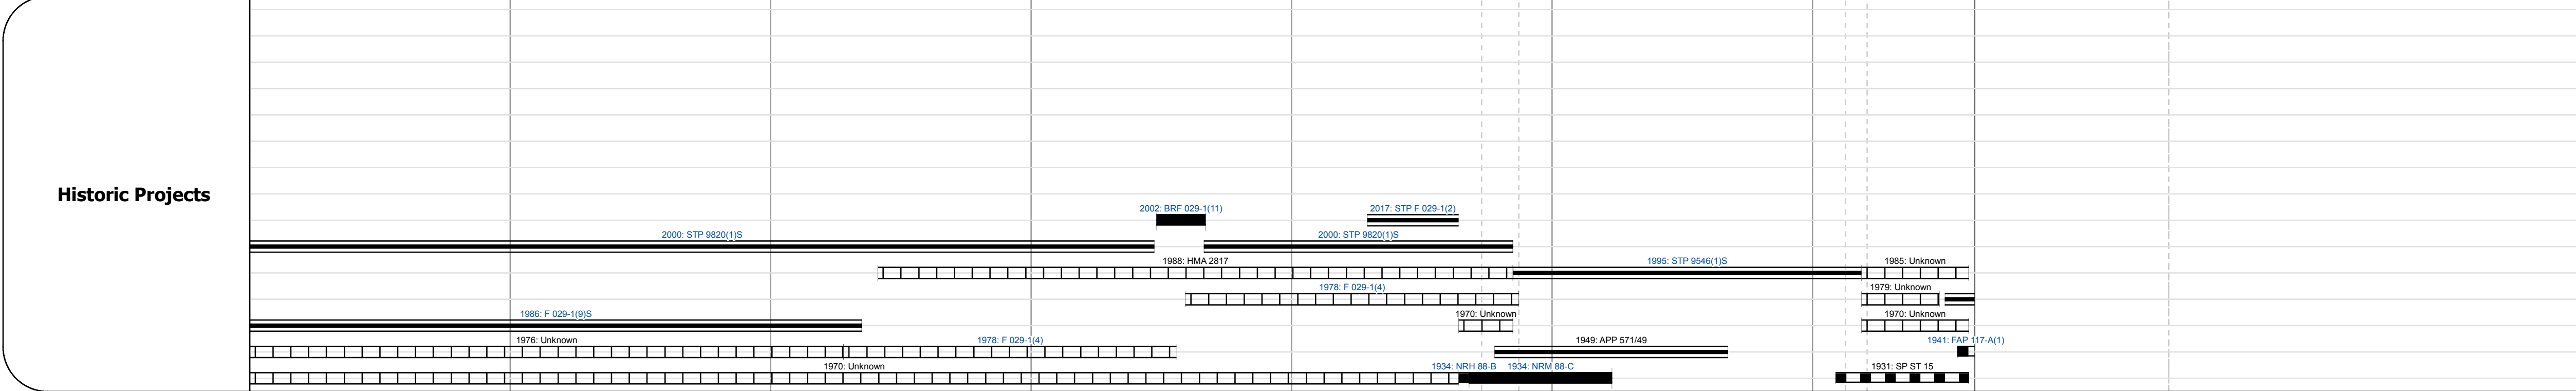 Historic Projects
2002: BRF 029-1(11) 2017: STP F 029-1(2)
2000: STP 9820(1)S 2000: STP 9820(1)S
1988: HMA 2817 1995: STP 9546(1)S 1985: Unknown
1978: F 029-1(4) 1979: Unknown
1986: F 029-1(9)S 1970: Unknown 1970: Unknown
1976: Unknown 1978: F 029-1(4) 1949: APP 571/49 1941: FAP 117-A(1)
1970: Unknown 1934: NRH 88-B 1934: NRM 88-C 1931: SP ST 15